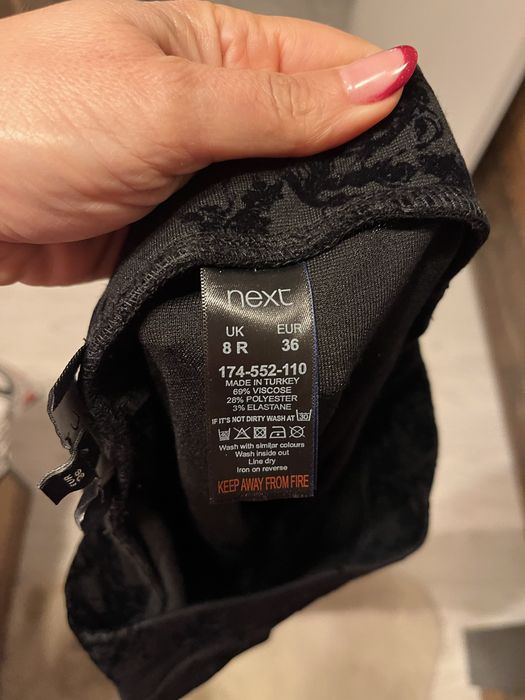 next
UK EUR
8 R 36
174-552-110
MADE IN TURKEY
69% VISCOSE
28% POLYESTER
3% ELASTANE
IF IT'S NOT DIRTY WASH AT 30
Wash with similar colours
Wash inside out
Line dry
Iron on reverse
KEEP AWAY FROM FIRE
EUR
36